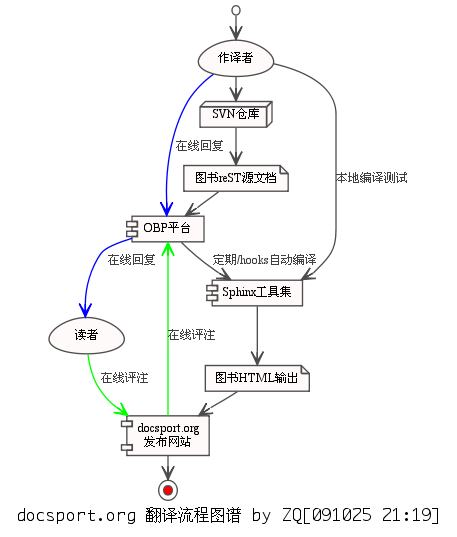 作译者
SVN仓库
在线回复
图书reST源文档
本地编译测试
OBP平台
在线回复
定期/hooks自动编译
Sphinx工具集
读者
在线评注
在线评注
图书HTML输出
docsport.org
发布网站
docsport.org 翻译流程图谱 by ZQ[091025 21:19]